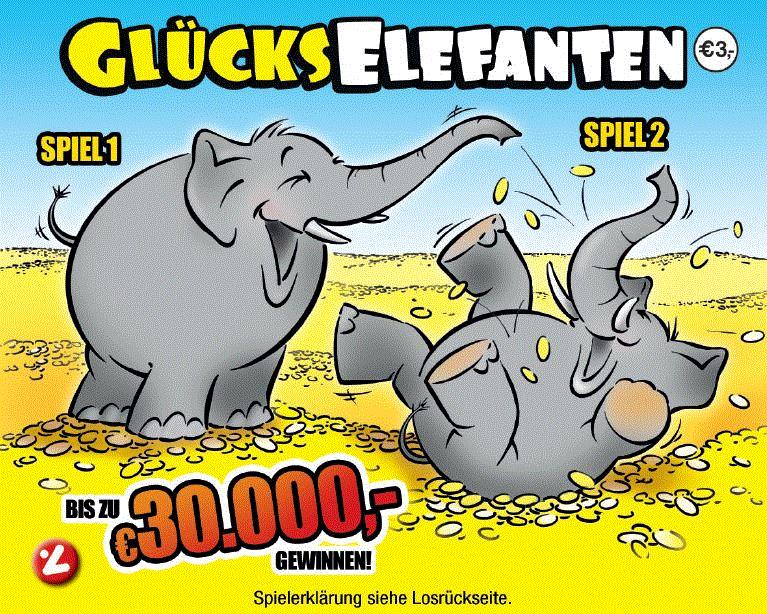 GLÜCKSELEFANTEN
€3,-
SPIEL 1
SPIEL 2
BIS ZU
€30.000,-
GEWINNEN!
Spielerklärung siehe Losrückseite.